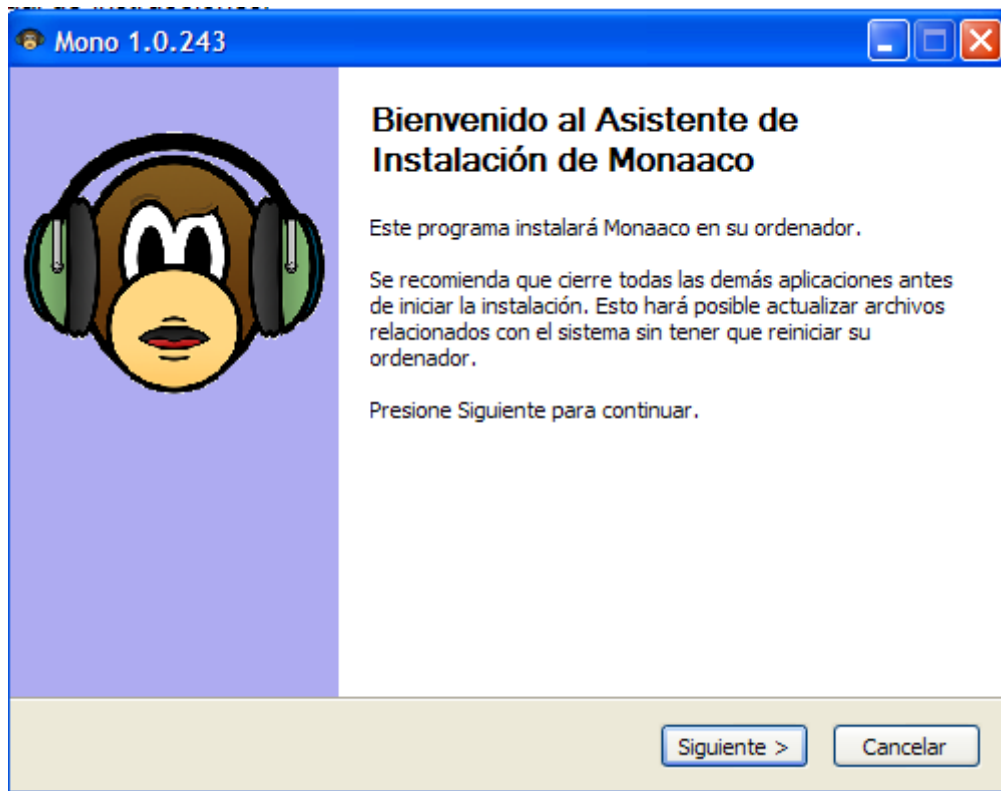 Mono 1.0.243
Bienvenido al Asistente de
Instalación de Monaaco
Este programa instalará Monaaco en su ordenador.
Se recomienda que cierre todas las demás aplicaciones antes
de iniciar la instalación. Esto hará posible actualizar archivos
relacionados con el sistema sin tener que reiniciar su
ordenador.
Presione Siguiente para continuar.
Siguiente >
Cancelar